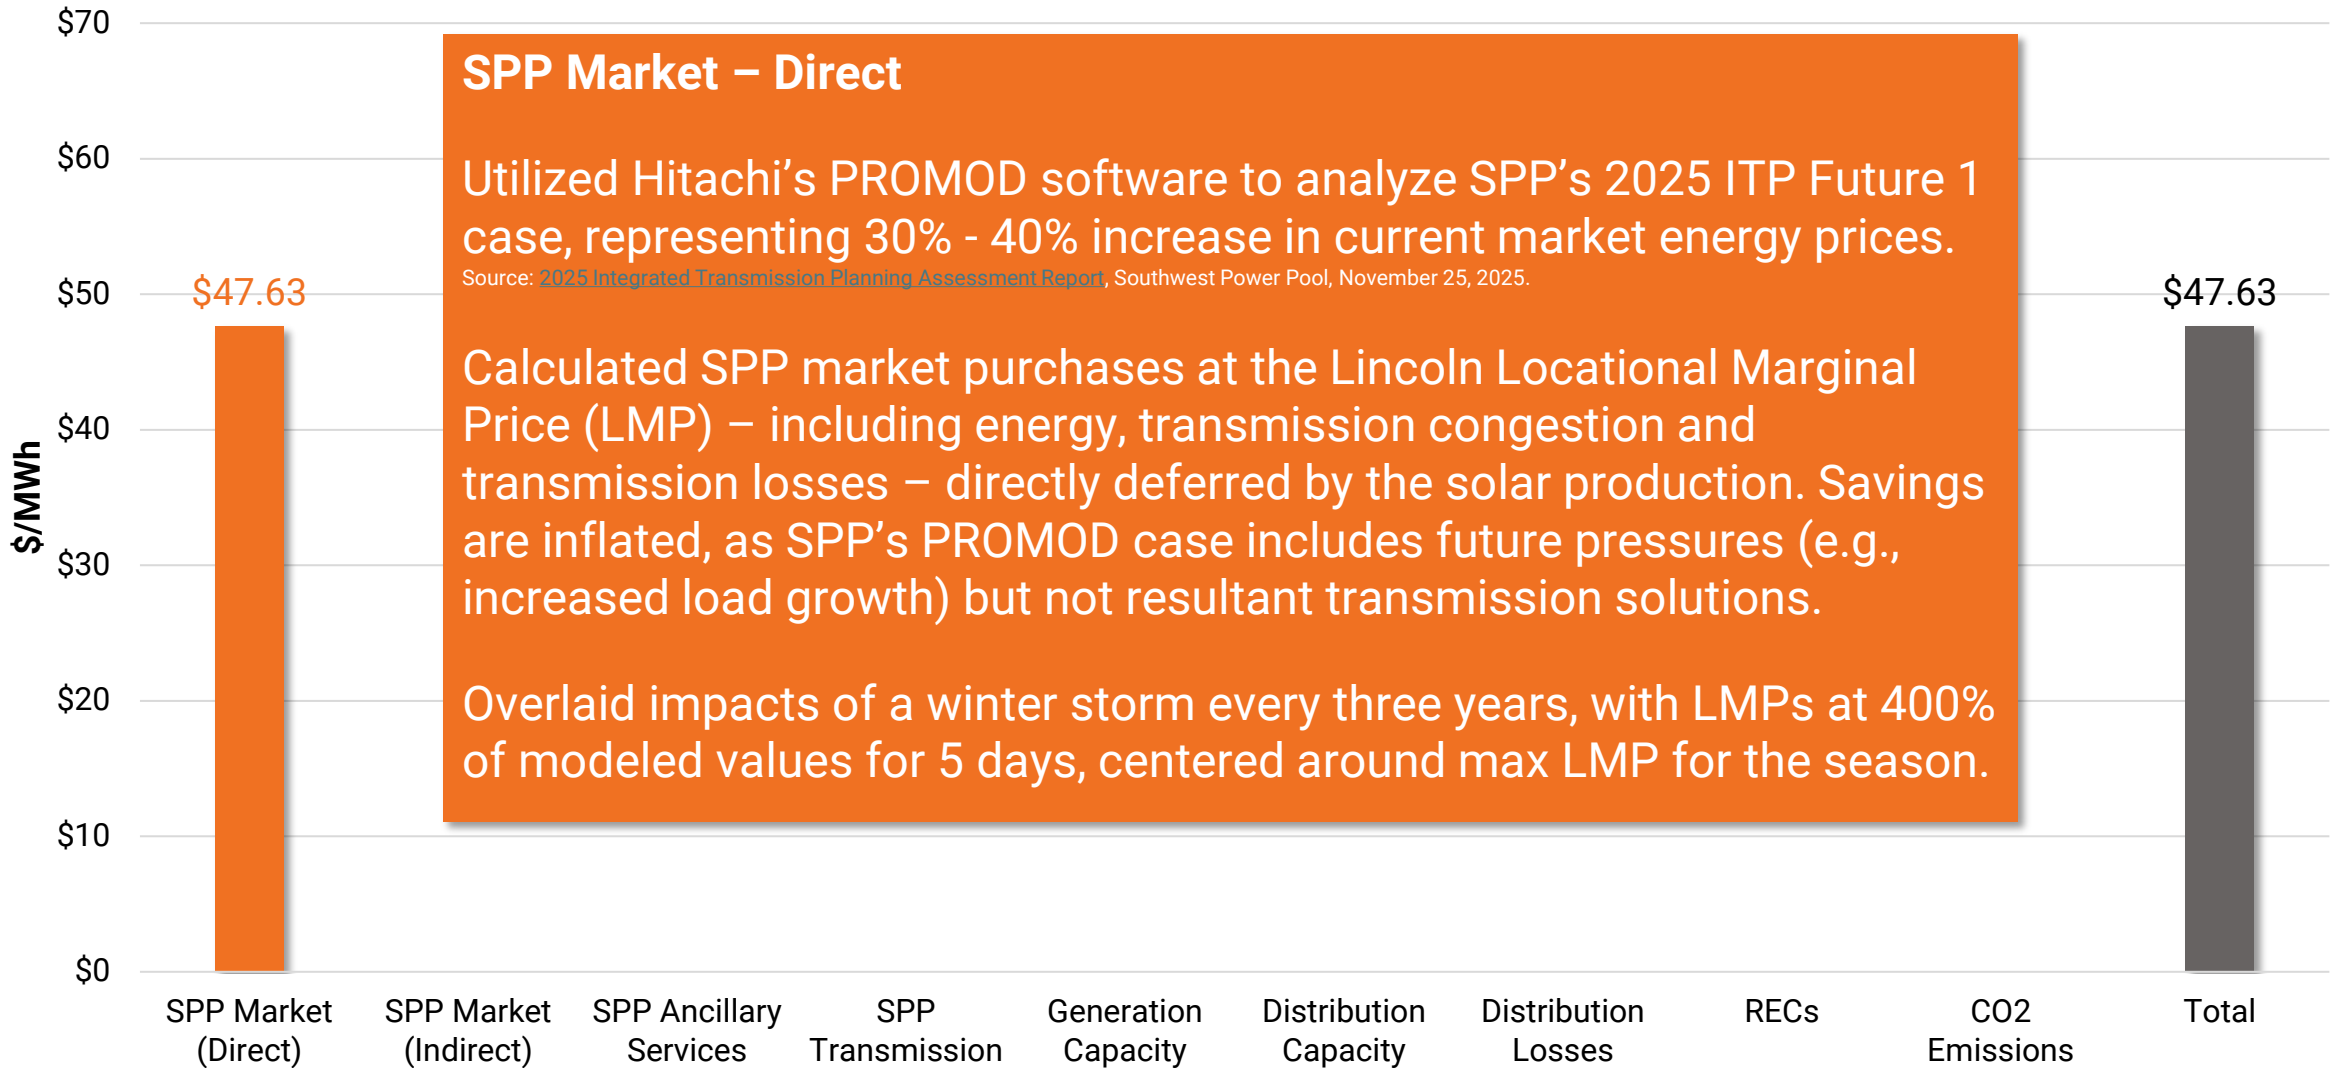 $70
$60
$50
$40
$30
$20
$10
$0
$/MWh
$47.63
SPP Market – Direct
Utilized Hitachi’s PROMOD software to analyze SPP’s 2025 ITP Future 1
case, representing 30% - 40% increase in current market energy prices.
Source: 2025 Integrated Transmission Planning Assessment Report, Southwest Power Pool, November 25, 2025.
Calculated SPP market purchases at the Lincoln Locational Marginal
Price (LMP) – including energy, transmission congestion and
transmission losses – directly deferred by the solar production. Savings
are inflated, as SPP’s PROMOD case includes future pressures (e.g.,
increased load growth) but not resultant transmission solutions.
Overlaid impacts of a winter storm every three years, with LMPs at 400%
of modeled values for 5 days, centered around max LMP for the season.
$47.63
SPP Market
(Direct)
SPP Market
(Indirect)
SPP Ancillary
Services
SPP
Transmission
Generation
Capacity
Distribution
Capacity
Distribution
Losses
RECs
CO2
Emissions
Total